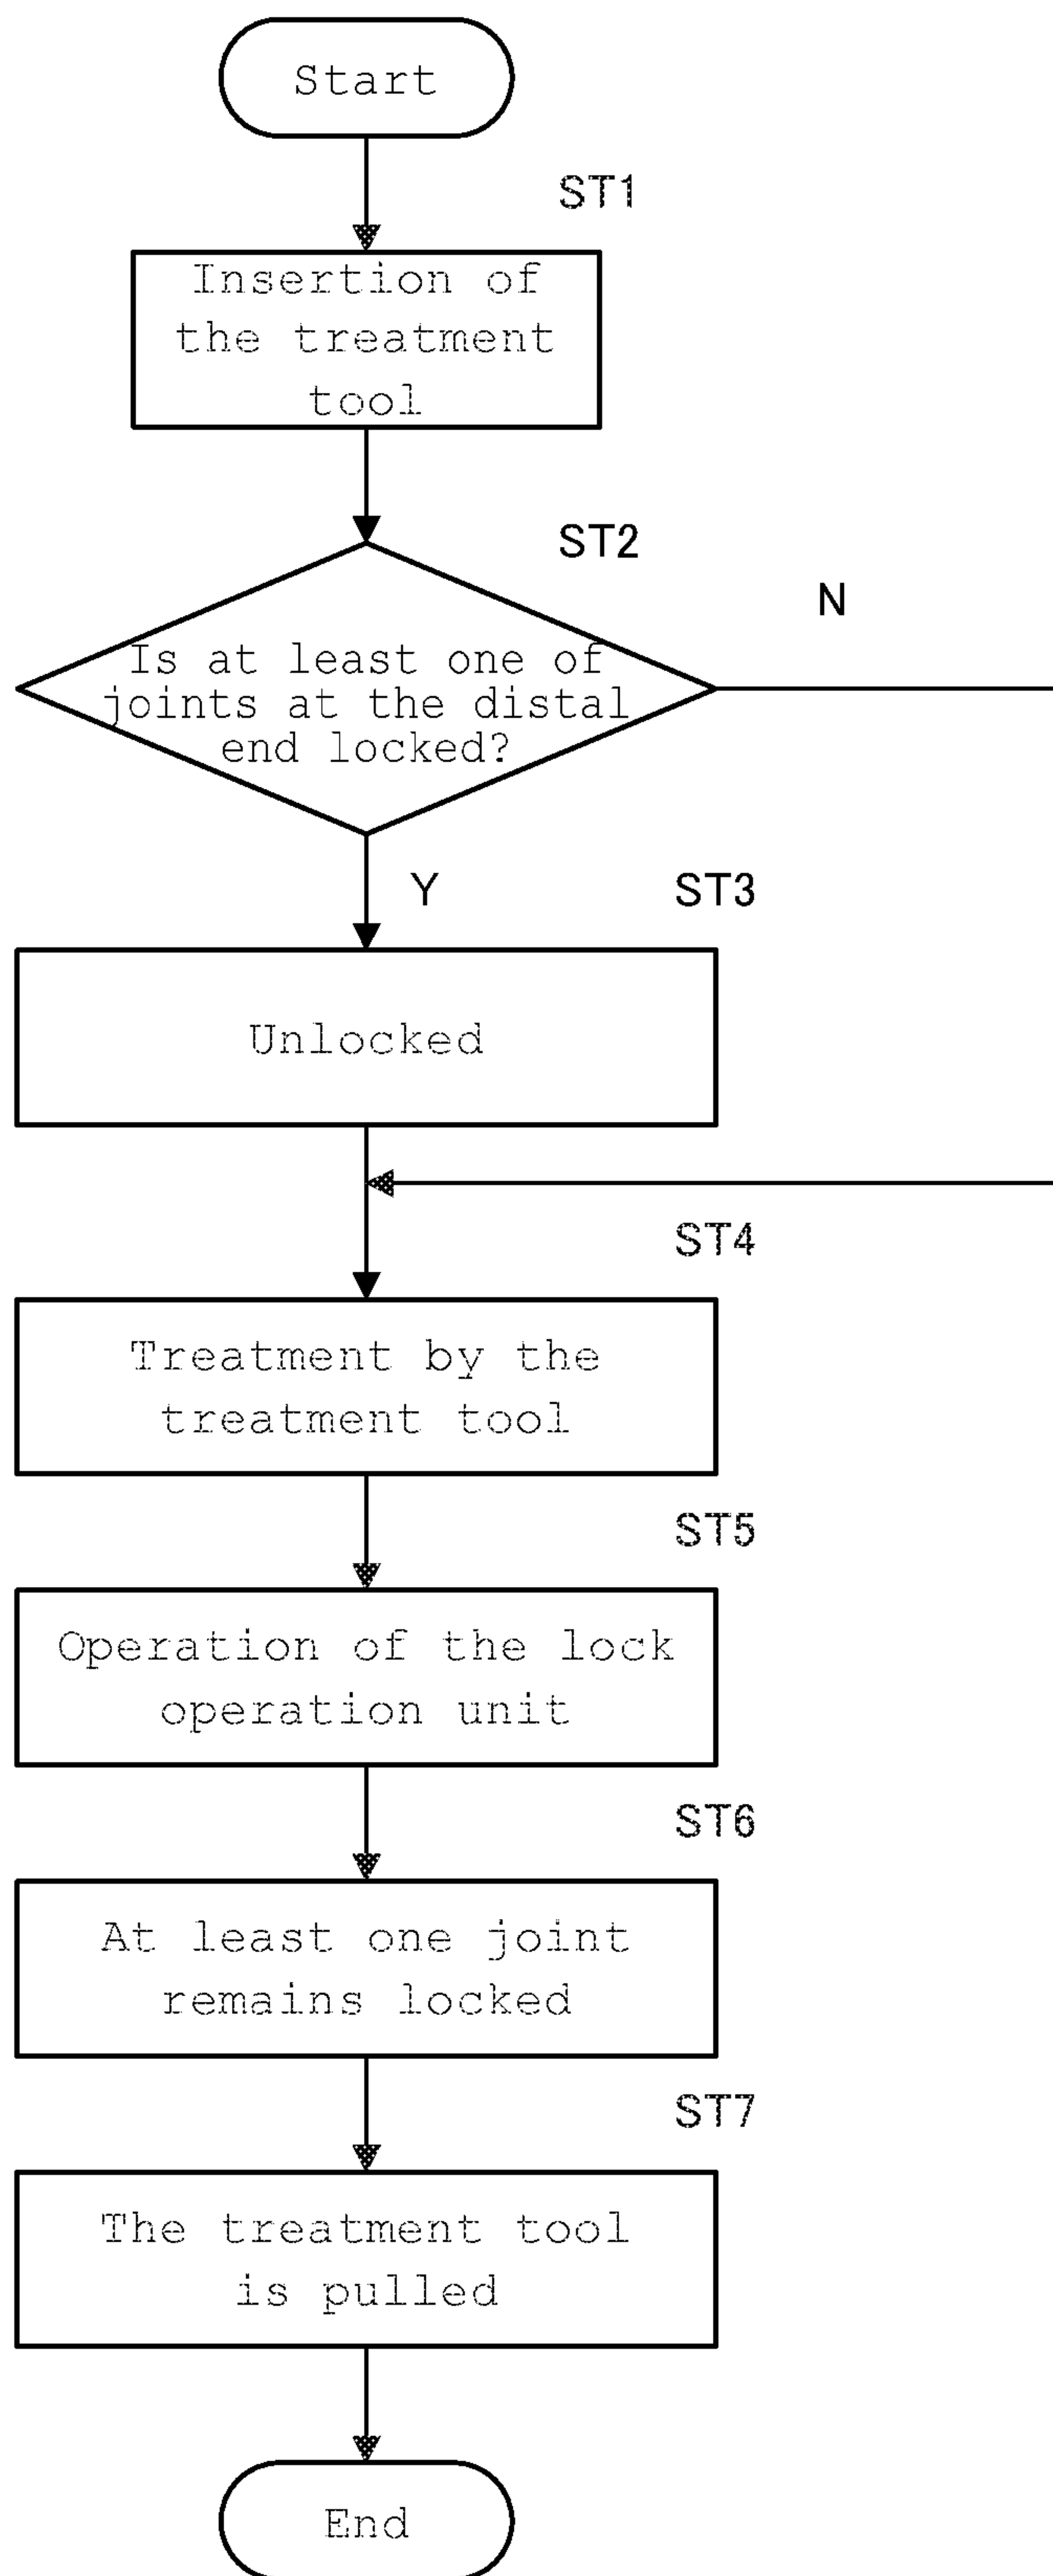 Start
ST1
Insertion of
the treatment
tool
ST2
N
Is at least one of
joints at the distal
end locked?
Y
ST3
Unlocked
ST4
Treatment by the
treatment tool
ST5
Operation of the lock
operation unit
ST6
At least one joint
remains locked
ST7
The treatment tool
is pulled
End